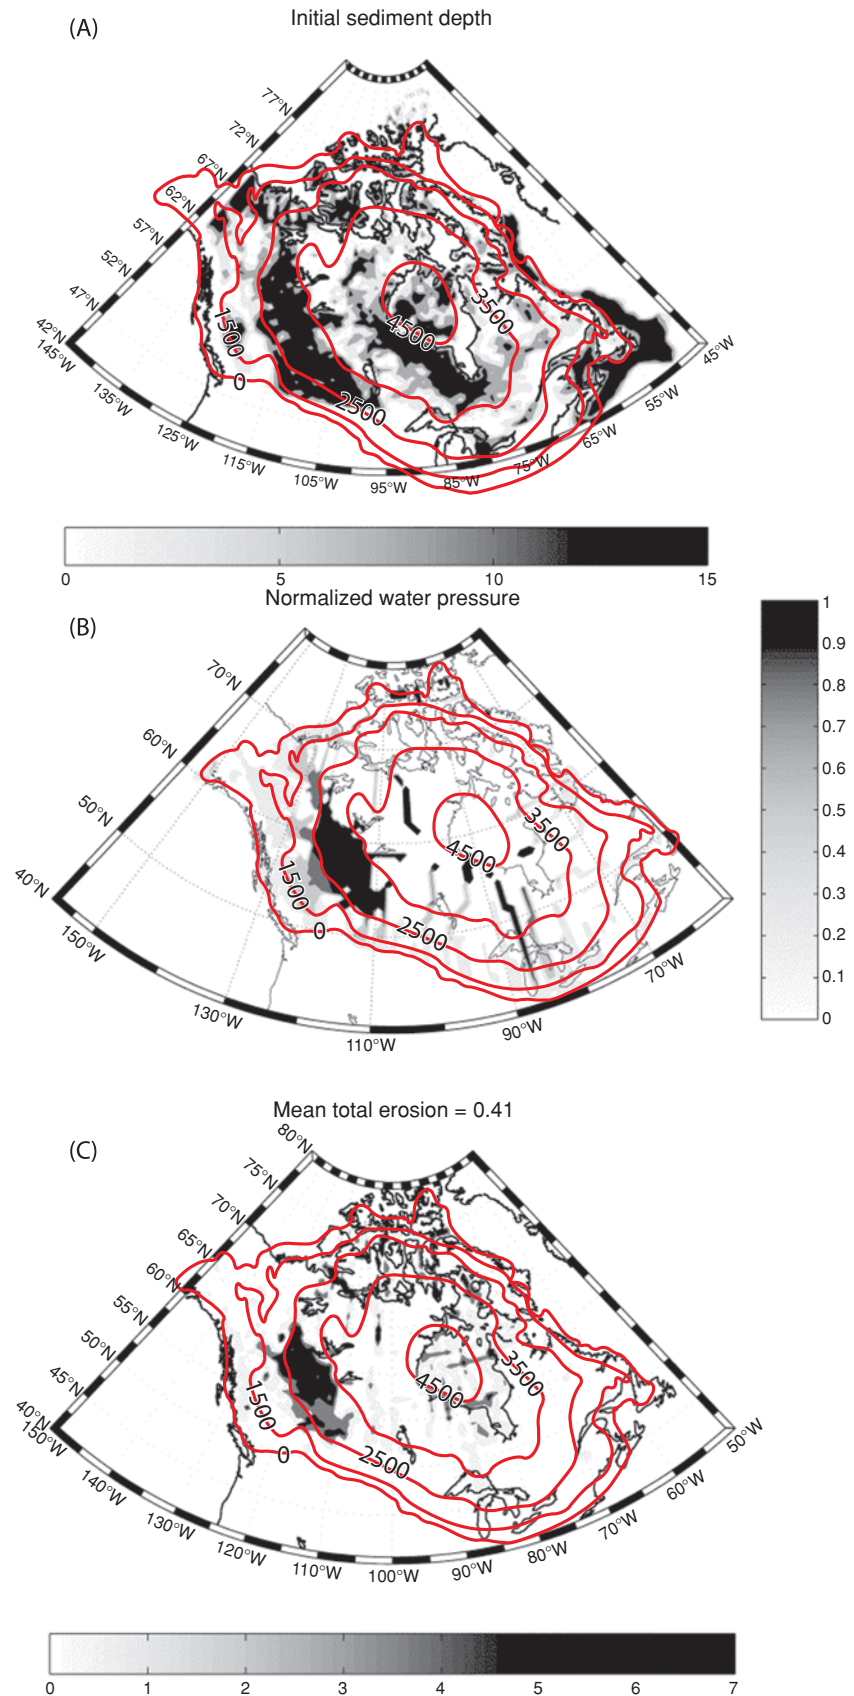 (A)
Initial sediment depth
77°N
72°N
67°N
62°N
57°N
52°N
47°N
42°N
145°W
135°W
125°W
115°W
105°W
95°W
85°W
75°W
65°W
55°W
45°W
1500
0
2500
3500
4500
0 5 10 15
Normalized water pressure
(B)
70°N
60°N
50°N
40°N
150°W
130°W
110°W
90°W
70°W
1500
0
2500
3500
4500
1
0.9
0.8
0.7
0.6
0.5
0.4
0.3
0.2
0.1
0
Mean total erosion = 0.41
(C)
80°N
75°N
70°N
65°N
60°N
55°N
50°N
45°N
40°N
150°W
140°W
130°W
120°W
110°W
100°W
90°W
80°W
70°W
60°W
50°W
1500
0
2500
3500
4500
0 1 2 3 4 5 6 7